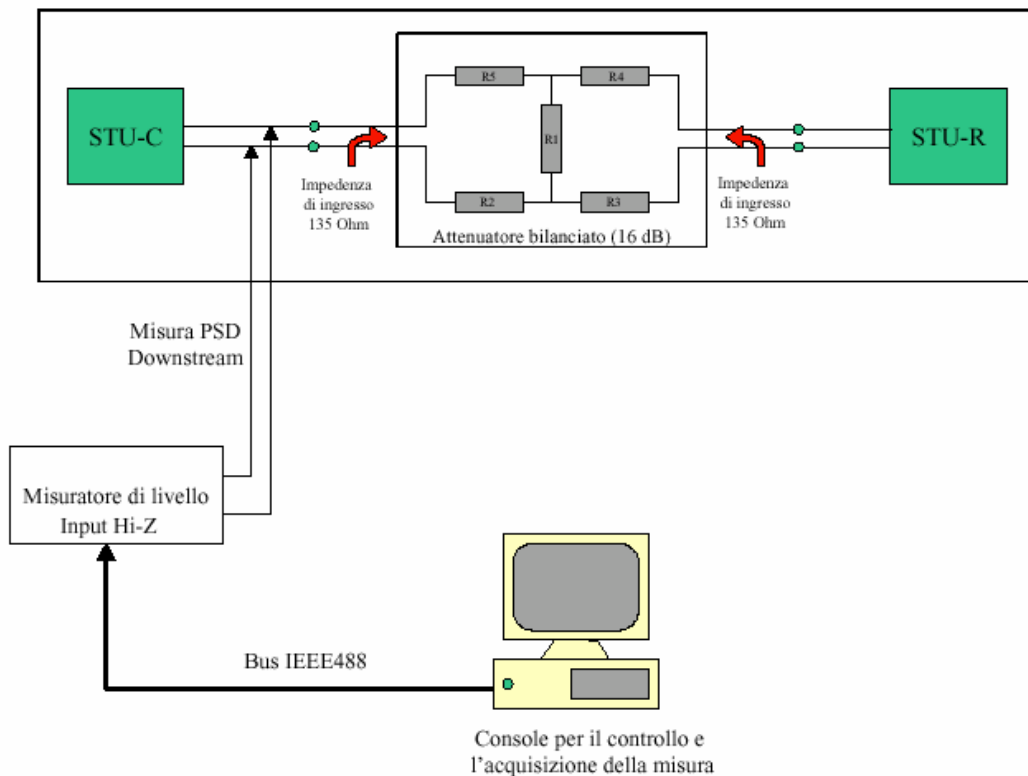 R5
R4
STU-C
STU-R
R1
Impedenza
di ingresso
135 Ohm
Impedenza
di ingresso
135 Ohm
R2
R3
Attenuatore bilanciato (16 dB)
Misura PSD
Downstream
Misuratore di livello
Input Hi-Z
Bus IEEE488
Console per il controllo e
l'acquisizione della misura